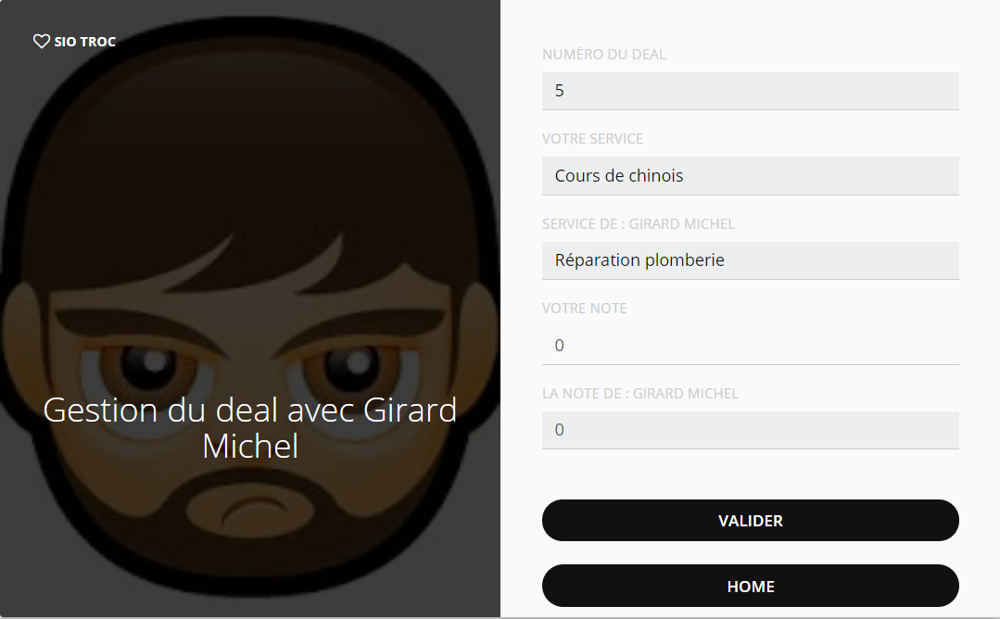 SIO TROC
Gestion du deal avec Girard
Michel
NUMÉRO DU DEAL
5
VOTRE SERVICE
Cours de chinois
SERVICE DE : GIRARD MICHEL
Réparation plomberie
VOTRE NOTE
0
LA NOTE DE : GIRARD MICHEL
0
VALIDER
HOME